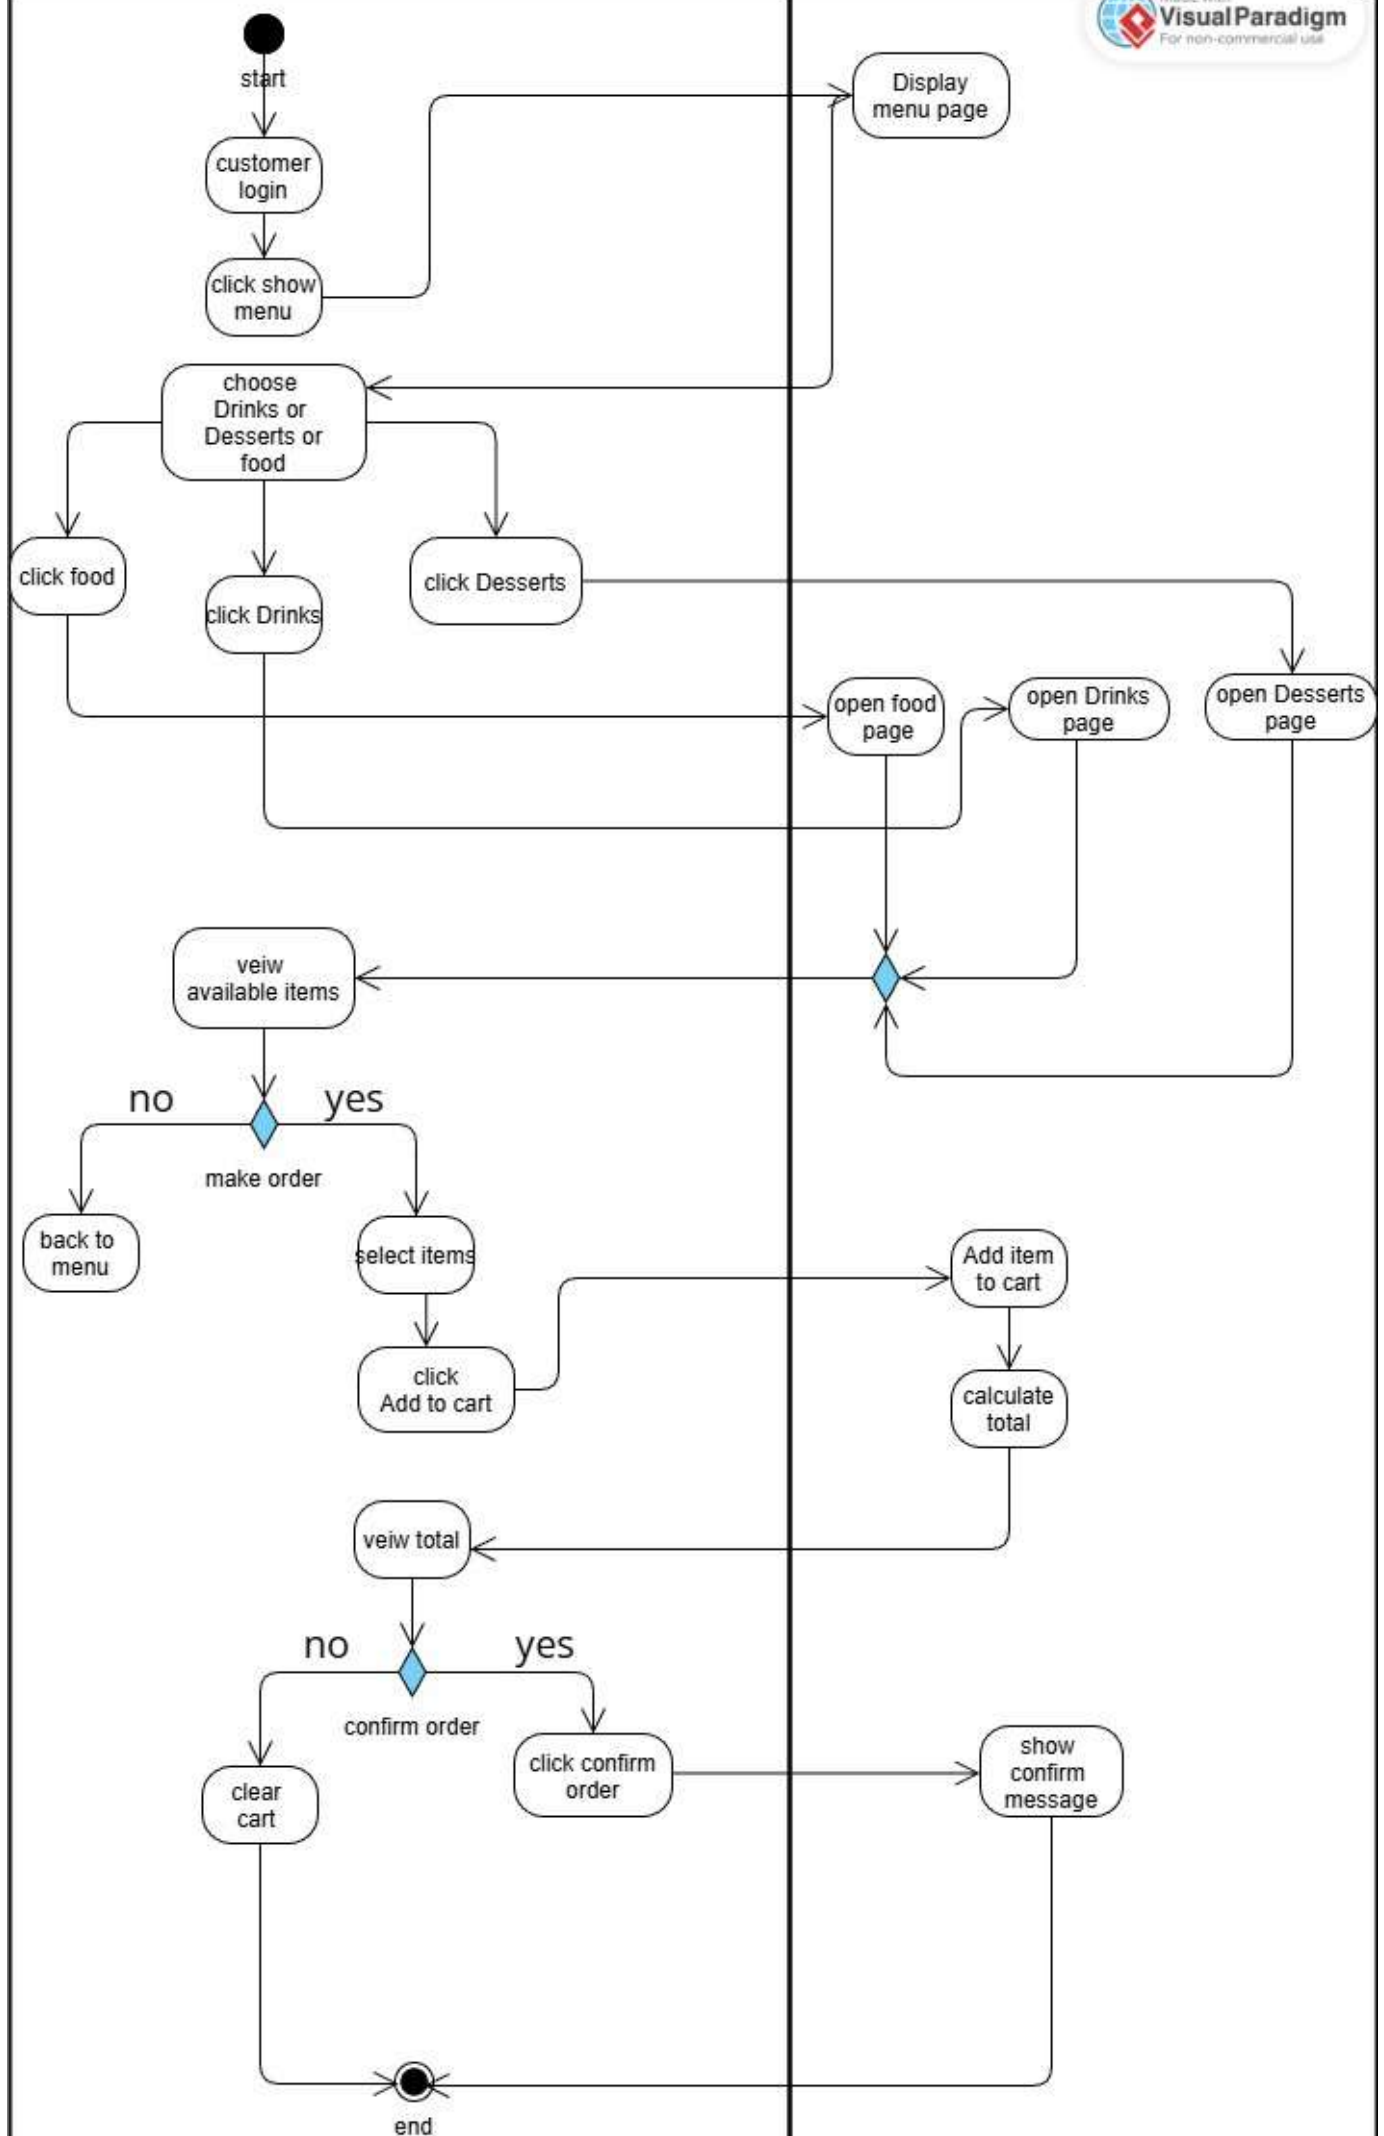 VisualParadigm
For non-commercial use
start
Display
menu page
customer
login
click show
menu
choose
Drinks or
Desserts or
food
click food
click Drinks
click Desserts
open food
page
open Drinks
page
open Desserts
page
veiw
available items
no
yes
make order
back to
menu
select items
Add item
to cart
click
Add to cart
calculate
total
veiw total
no
yes
confirm order
click confirm
order
show
confirm
message
clear
cart
end